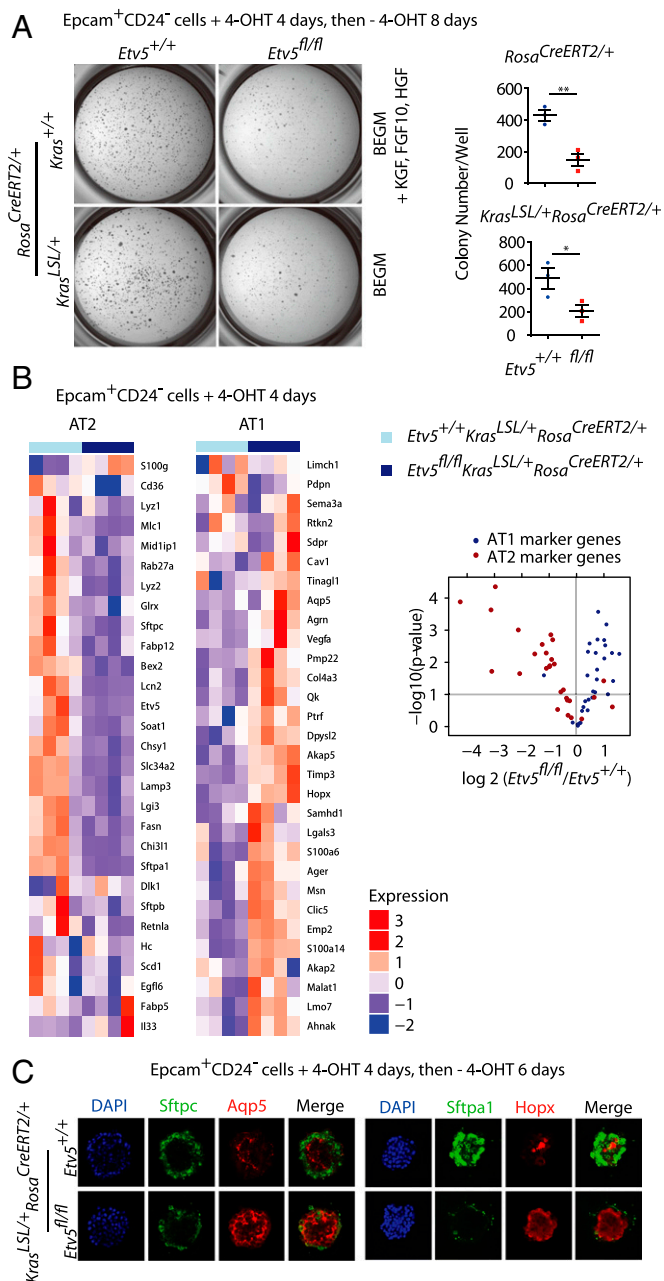 A
Epcam+CD24- cells + 4-OHT 4 days, then - 4-OHT 8 days
Etv5+/+
Etv5fl/fl
RosaCreERT2/+
Kras+/+
KrasLSL/+
BEGM
+ KGF, FGF10, HGF
BEGM
RosaCreERT2/+
600
400
200
0
**
KrasLSL/+RosaCreERT2/+
800
600
400
200
0
*
Colony Number/Well
Etv5+/+ fl/fl
B
Epcam+CD24- cells + 4-OHT 4 days
AT2
S100g
Cd36
Lyz1
Mlc1
Mid1ip1
Rab27a
Lyz2
Glrx
Sftpc
Fabp12
Bex2
Lcn2
Etv5
Soat1
Chsy1
Slc34a2
Lamp3
Lgi3
Fasn
Chi3l1
Sftpa1
Dlk1
Sftpb
Retnla
Hc
Scd1
Egfl6
Fabp5
Il33
AT1
Limch1
Pdpn
Sema3a
Rtkn2
Sdpr
Cav1
Tinagl1
Aqp5
Agrn
Vegfa
Pmp22
Col4a3
Qk
Ptrf
Dpysl2
Akap5
Timp3
Hopx
Samhd1
Lgals3
S100a6
Ager
Msn
Clic5
Emp2
S100a14
Akap2
Malat1
Lmo7
Ahnak
Etv5+/+KrasLSL/+RosaCreERT2/+
Etv5fl/flKrasLSL/+RosaCreERT2/+
AT1 marker genes
AT2 marker genes
−log10(p-value)
4
3
2
1
0
−4 −3 −2 −1 0 1
log 2 (Etv5fl/fl/Etv5+/+)
Expression
3
2
1
0
−1
−2
C
Epcam+CD24- cells + 4-OHT 4 days, then - 4-OHT 6 days
DAPI Sftpc Aqp5 Merge DAPI Sftpa1 Hopx Merge
KrasLSL/+RosaCreERT2/+
Etv5+/+
Etv5fl/fl